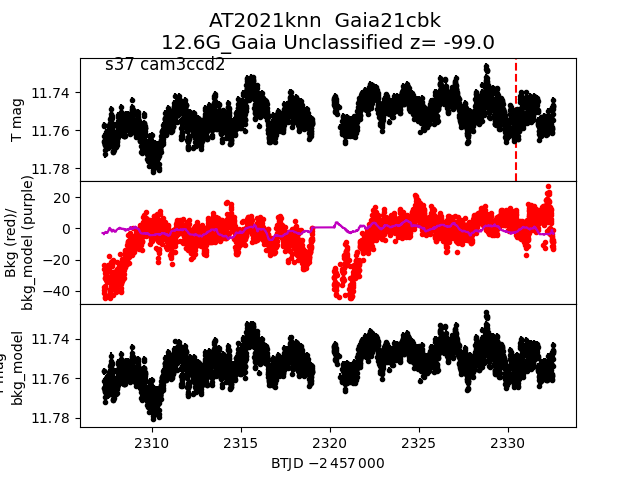 AT2021knn  Gaia21cbk
12.6G_Gaia Unclassified z= -99.0
s37 cam3ccd2
T mag
11.74
11.76
11.78
Bkg (red)/
bkg_model (purple)
20
0
−20
−40
mag
bkg_model
11.74
11.76
11.78
2310
2315
2320
2325
2330
BTJD −2 457 000